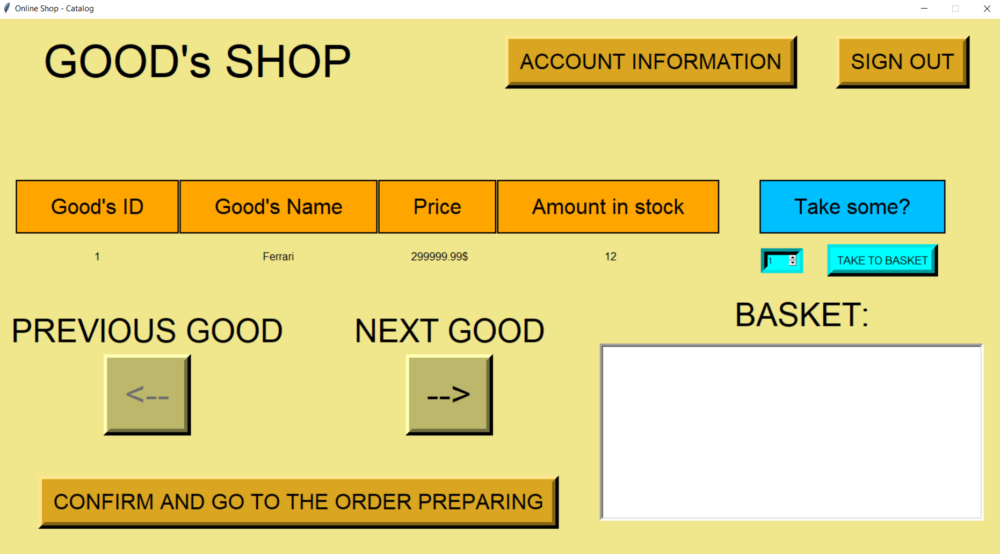 Online Shop - Catalog
GOOD's SHOP
ACCOUNT INFORMATION
SIGN OUT
Good's ID
Good's Name
Price
Amount in stock
Take some?
1
Ferrari
299999.99$
12
1
TAKE TO BASKET
BASKET:
PREVIOUS GOOD
NEXT GOOD
<--
-->
CONFIRM AND GO TO THE ORDER PREPARING